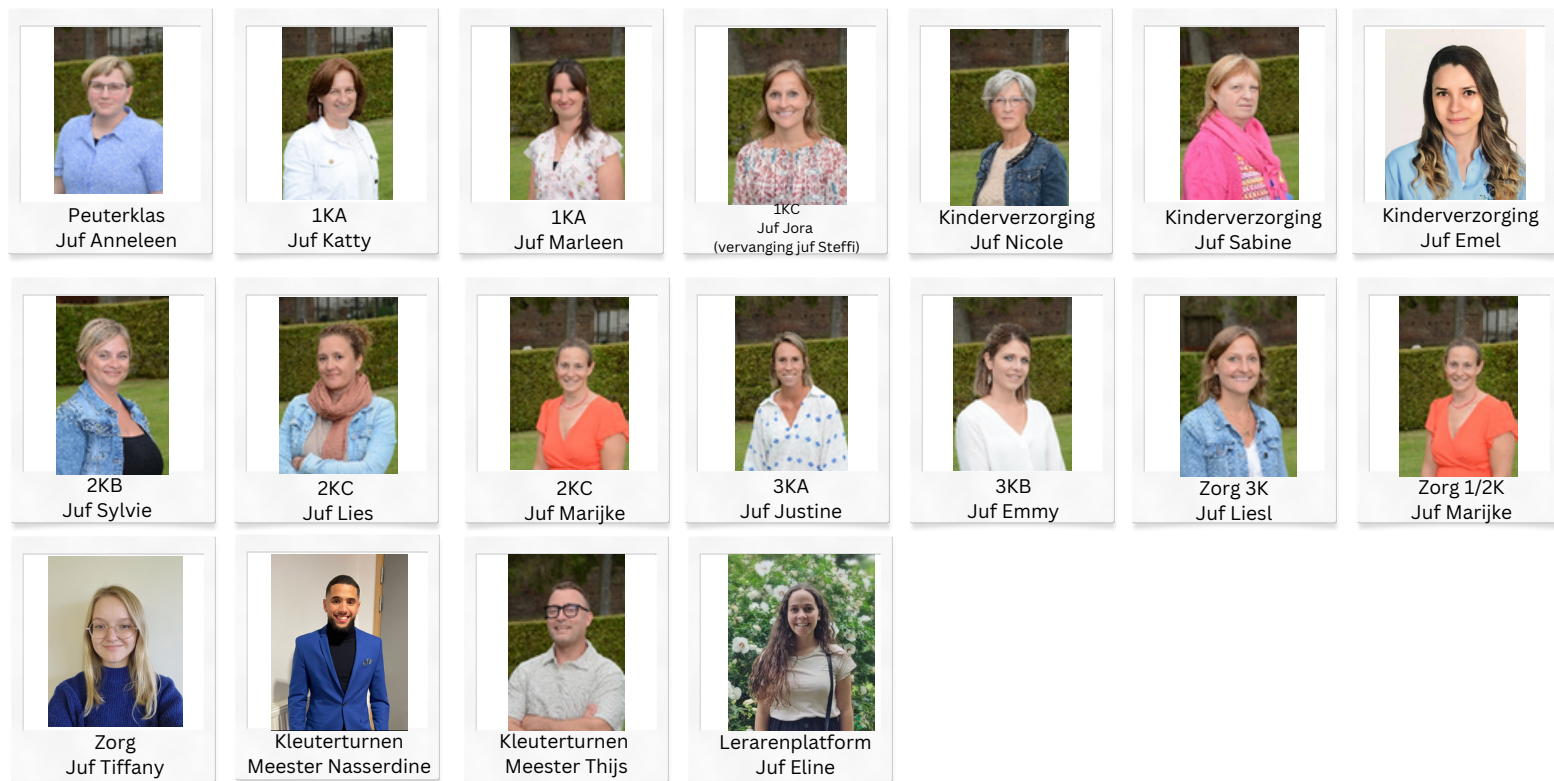 Peuterklas
Juf Anneleen
1KA
Juf Katty
1KA
Juf Marleen
1KC
Juf Jora
(vervanging juf Steffi)
Kinderverzorging
Juf Nicole
Kinderverzorging
Juf Sabine
Kinderverzorging
Juf Emel
2KB
Juf Sylvie
2KC
Juf Lies
2KC
Juf Marijke
3KA
Juf Justine
3KB
Juf Emmy
Zorg 3K
Juf Liesl
Zorg 1/2K
Juf Marijke
Zorg
Juf Tiffany
Kleuterturnen
Meester Nasserdine
Kleuterturnen
Meester Thijs
Lerarenplatform
Juf Eline